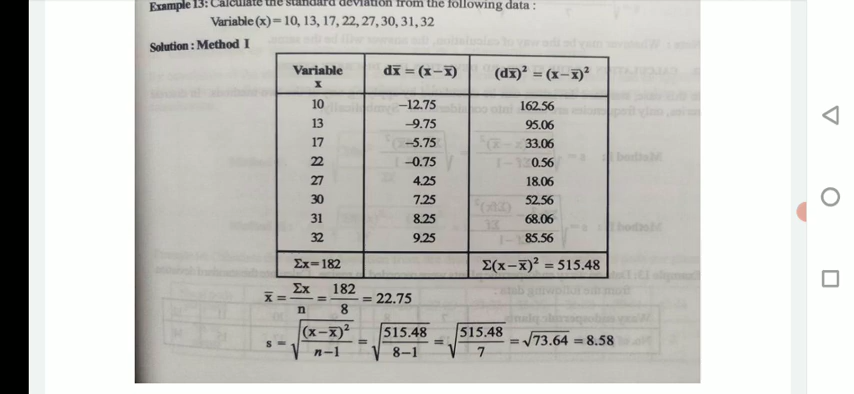 Example 13: Calculate the standard deviation from the following data :
Variable (x) = 10, 13, 17, 22, 27, 30, 31, 32
Solution : Method I
Variable x | dx̄ = (x–x̄) | (dx̄)² = (x–x̄)²
10 –12.75 162.56
13 –9.75 95.06
17 –5.75 33.06
22 –0.75 0.56
27 4.25 18.06
30 7.25 52.56
31 8.25 68.06
32 9.25 85.56
Σx=182 Σ(x–x̄)² = 515.48
x̄ = Σx/n = 182/8 = 22.75
s = √((x–x̄)²/(n–1)) = √(515.48/(8–1)) = √(515.48/7) = √73.64 = 8.58